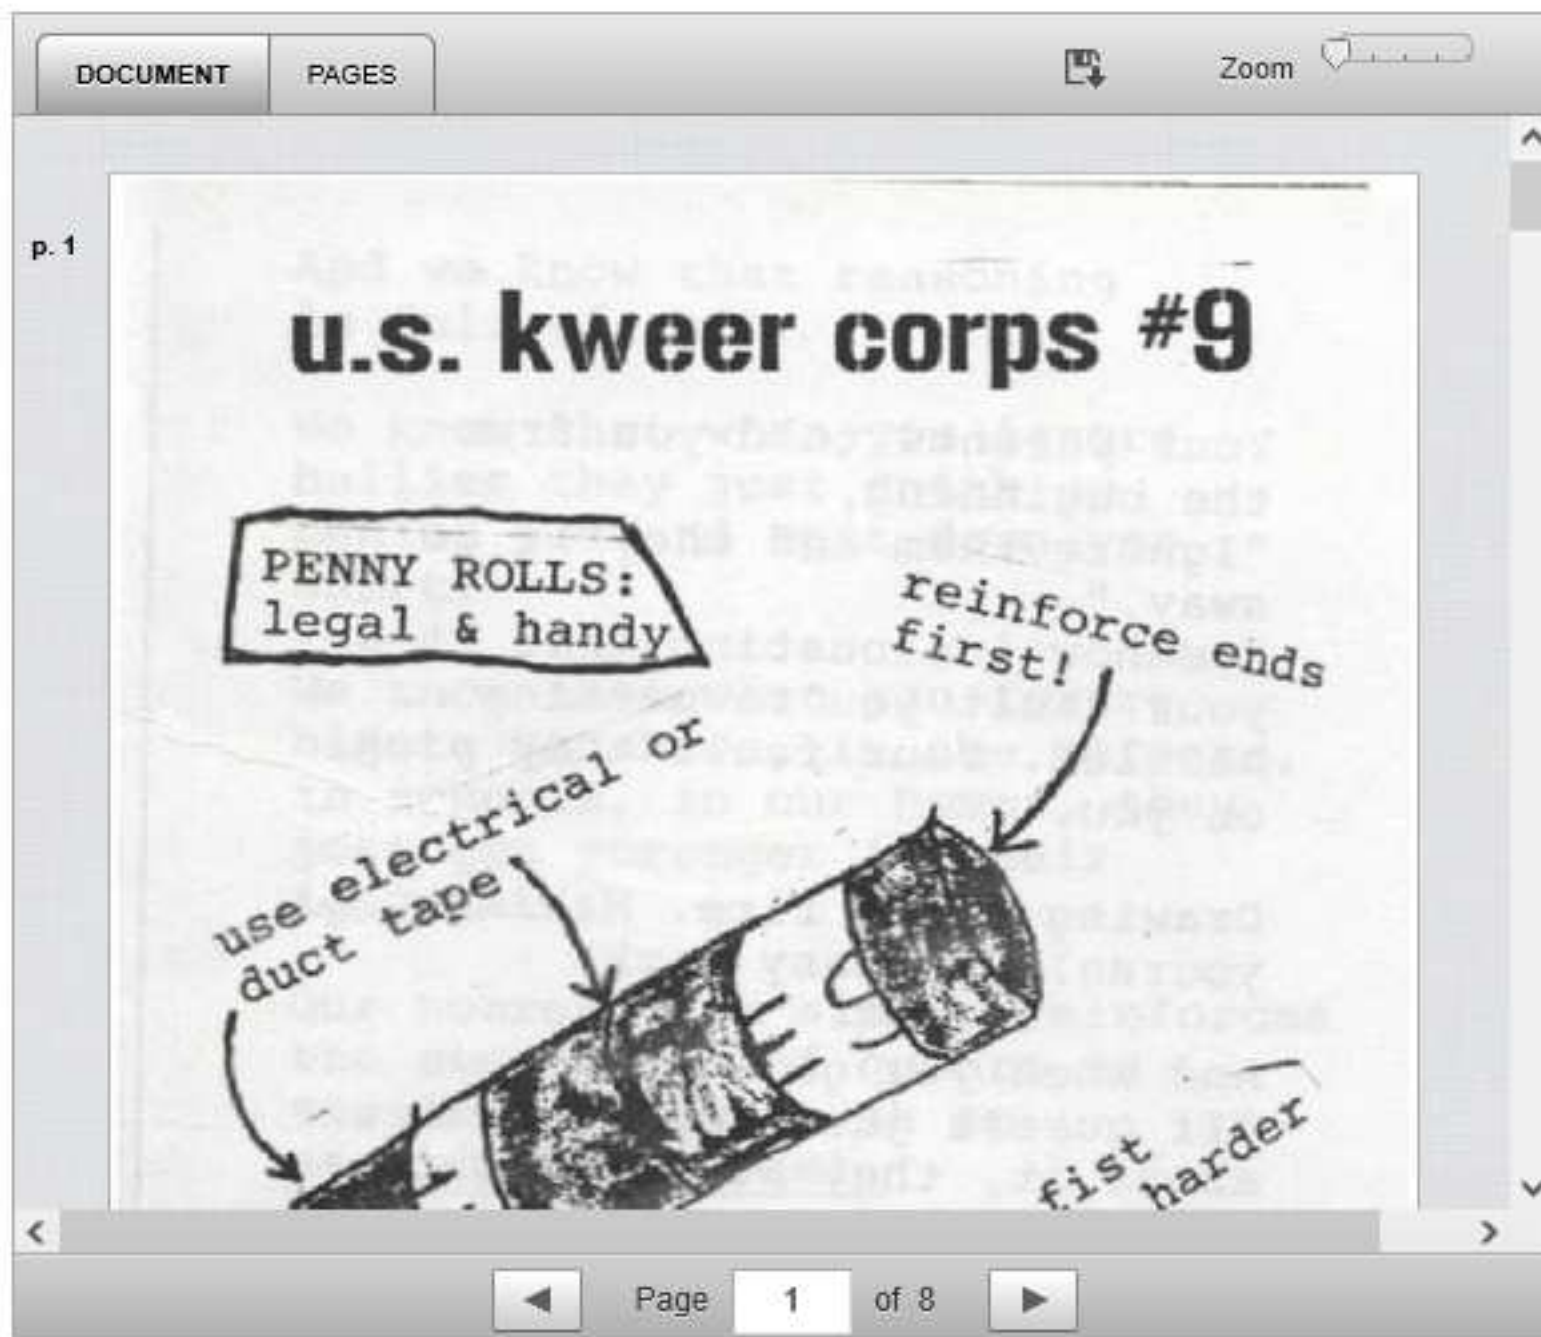 DOCUMENT PAGES Zoom
p. 1
u.s. kweer corps #9
PENNY ROLLS:
legal & handy
reinforce ends
first!
use electrical or
duct tape
fist
harder
Page 1 of 8